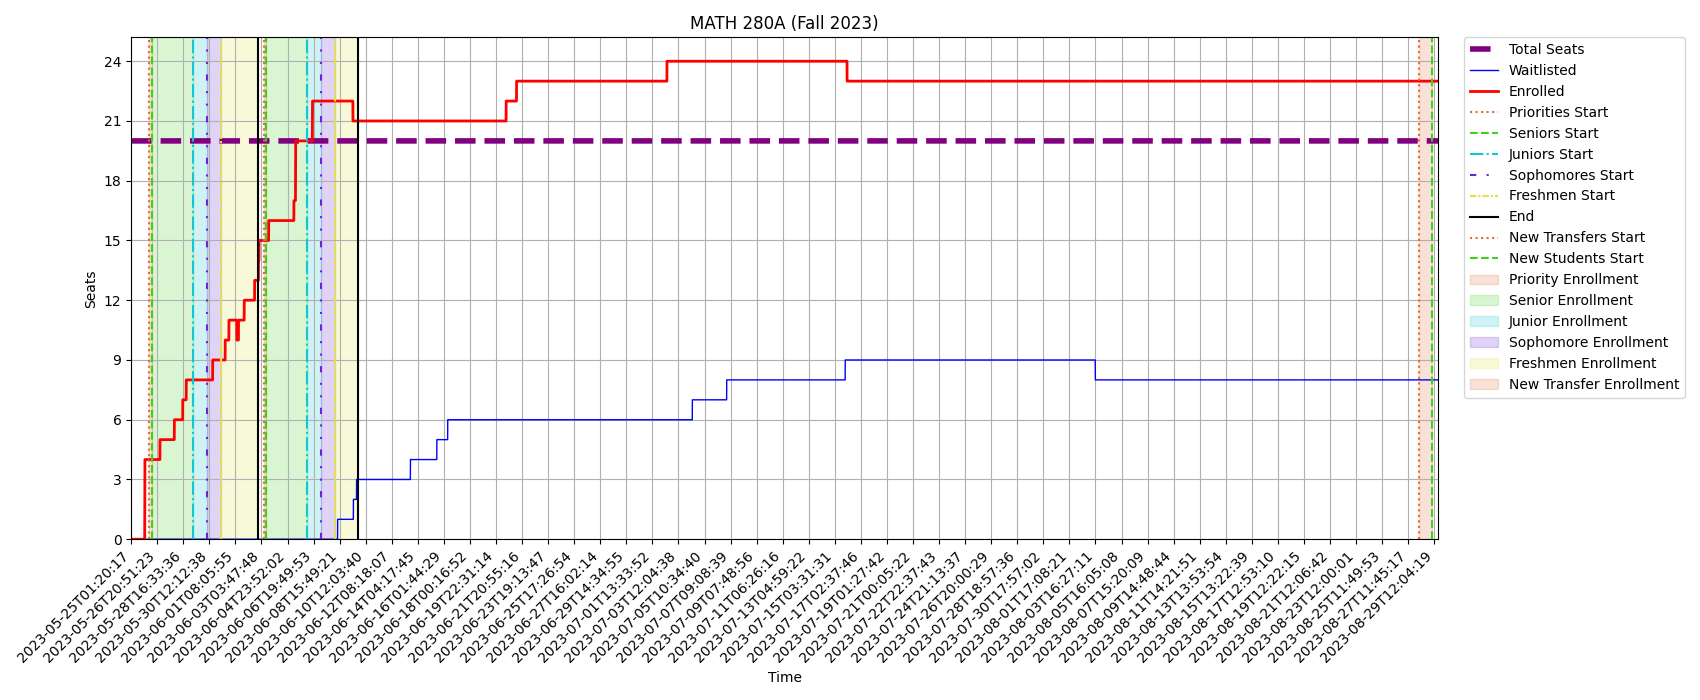 MATH 280A (Fall 2023)
Seats
24
21
18
15
12
9
6
3
0
2023-05-25T01:20:17
2023-05-26T20:51:23
2023-05-28T16:33:36
2023-05-30T12:12:38
2023-06-01T08:05:55
2023-06-03T03:47:48
2023-06-04T23:52:02
2023-06-06T19:49:53
2023-06-08T15:49:21
2023-06-10T12:03:40
2023-06-12T08:18:07
2023-06-14T04:17:45
2023-06-16T01:44:29
2023-06-18T00:16:52
2023-06-19T22:31:14
2023-06-21T20:55:16
2023-06-23T19:13:47
2023-06-25T17:26:54
2023-06-27T16:02:14
2023-06-29T14:34:55
2023-07-01T13:33:52
2023-07-03T12:04:38
2023-07-05T10:34:40
2023-07-07T09:08:39
2023-07-09T07:48:56
2023-07-11T06:26:16
2023-07-13T04:59:22
2023-07-15T03:31:31
2023-07-17T02:37:46
2023-07-19T01:27:42
2023-07-21T00:05:22
2023-07-22T22:37:43
2023-07-24T21:13:37
2023-07-26T20:00:29
2023-07-28T18:57:36
2023-07-30T17:57:02
2023-08-01T17:08:21
2023-08-03T16:27:11
2023-08-05T16:05:08
2023-08-07T15:20:09
2023-08-09T14:48:44
2023-08-11T14:21:51
2023-08-13T13:53:54
2023-08-15T13:22:39
2023-08-17T12:53:10
2023-08-19T12:22:15
2023-08-21T12:06:42
2023-08-23T12:00:01
2023-08-25T11:49:53
2023-08-27T11:45:17
2023-08-29T12:04:19
Time
Total Seats
Waitlisted
Enrolled
Priorities Start
Seniors Start
Juniors Start
Sophomores Start
Freshmen Start
End
New Transfers Start
New Students Start
Priority Enrollment
Senior Enrollment
Junior Enrollment
Sophomore Enrollment
Freshmen Enrollment
New Transfer Enrollment